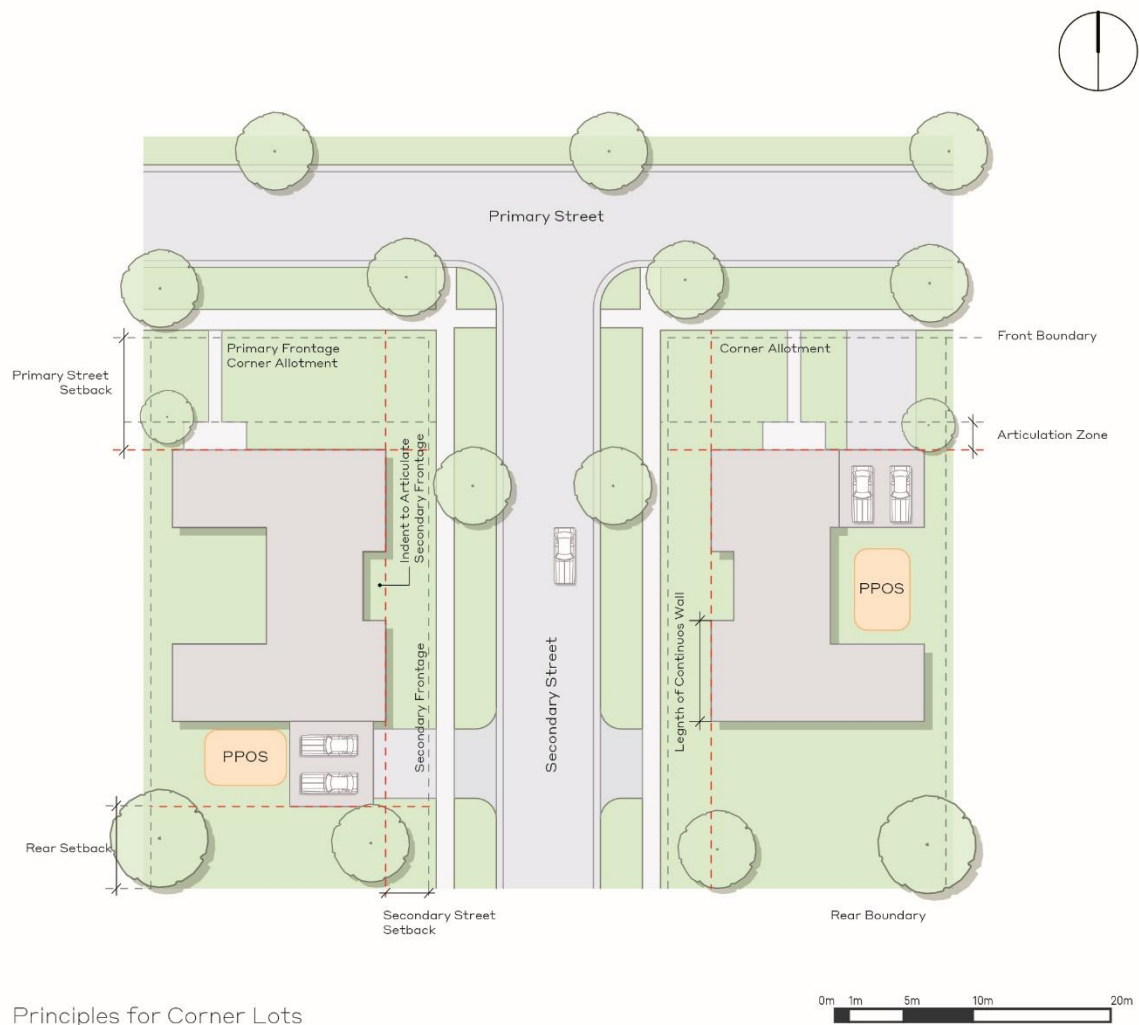 Primary Street
Primary Frontage
Corner Allotment
Corner Allotment
Front Boundary
Primary Street
Setback
Articulation Zone
Indent to Articulate
Secondary Frontage
PPOS
Legnth of Continuos Wall
Secondary Street
Secondary Frontage
PPOS
Rear Setback
Secondary Street
Setback
Rear Boundary
Principles for Corner Lots
0m 1m 5m 10m 20m